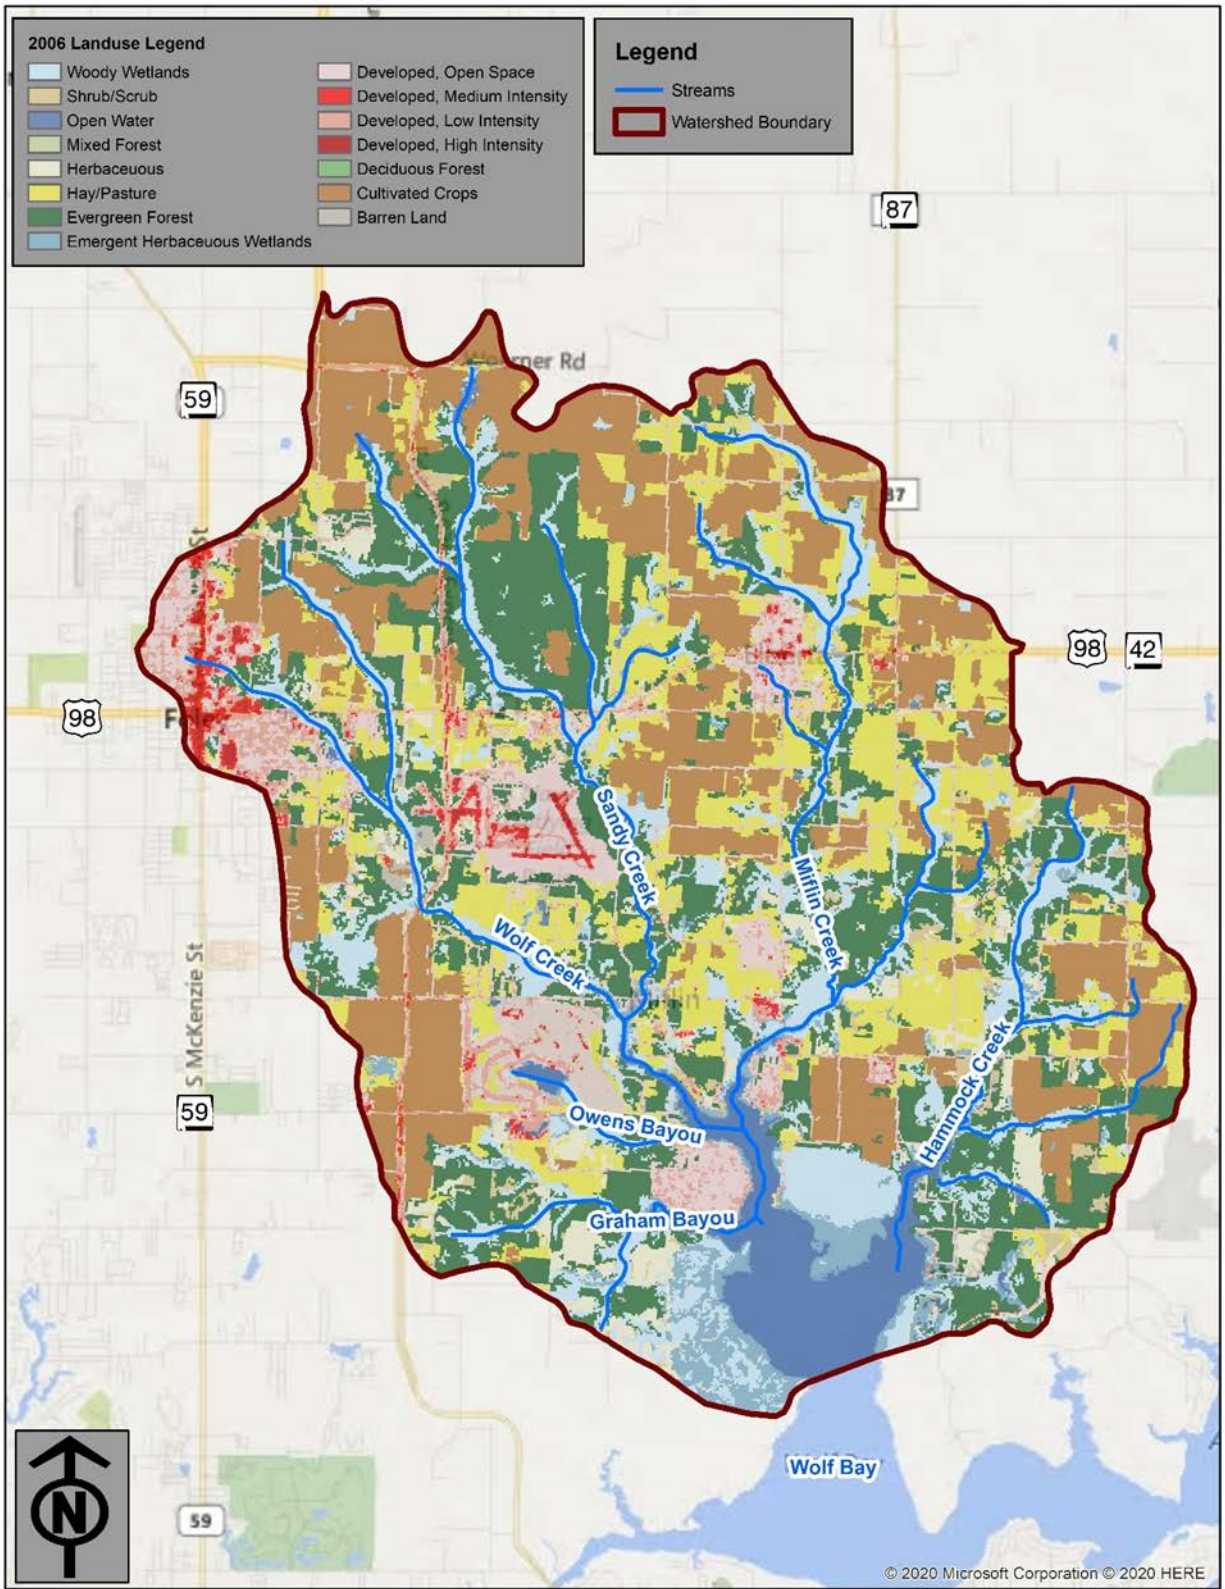 2006 Landuse Legend
Woody Wetlands
Shrub/Scrub
Open Water
Mixed Forest
Herbaceuous
Hay/Pasture
Evergreen Forest
Emergent Herbaceuous Wetlands
Developed, Open Space
Developed, Medium Intensity
Developed, Low Intensity
Developed, High Intensity
Deciduous Forest
Cultivated Crops
Barren Land
Legend
Streams
Watershed Boundary
87
Rd
59
87
St
98
42
98
Sandy Creek
Miflin Creek
Wolf Creek
S McKenzie St
Hammock Creek
59
Owens Bayou
Graham Bayou
Wolf Bay
59
N
© 2020 Microsoft Corporation © 2020 HERE